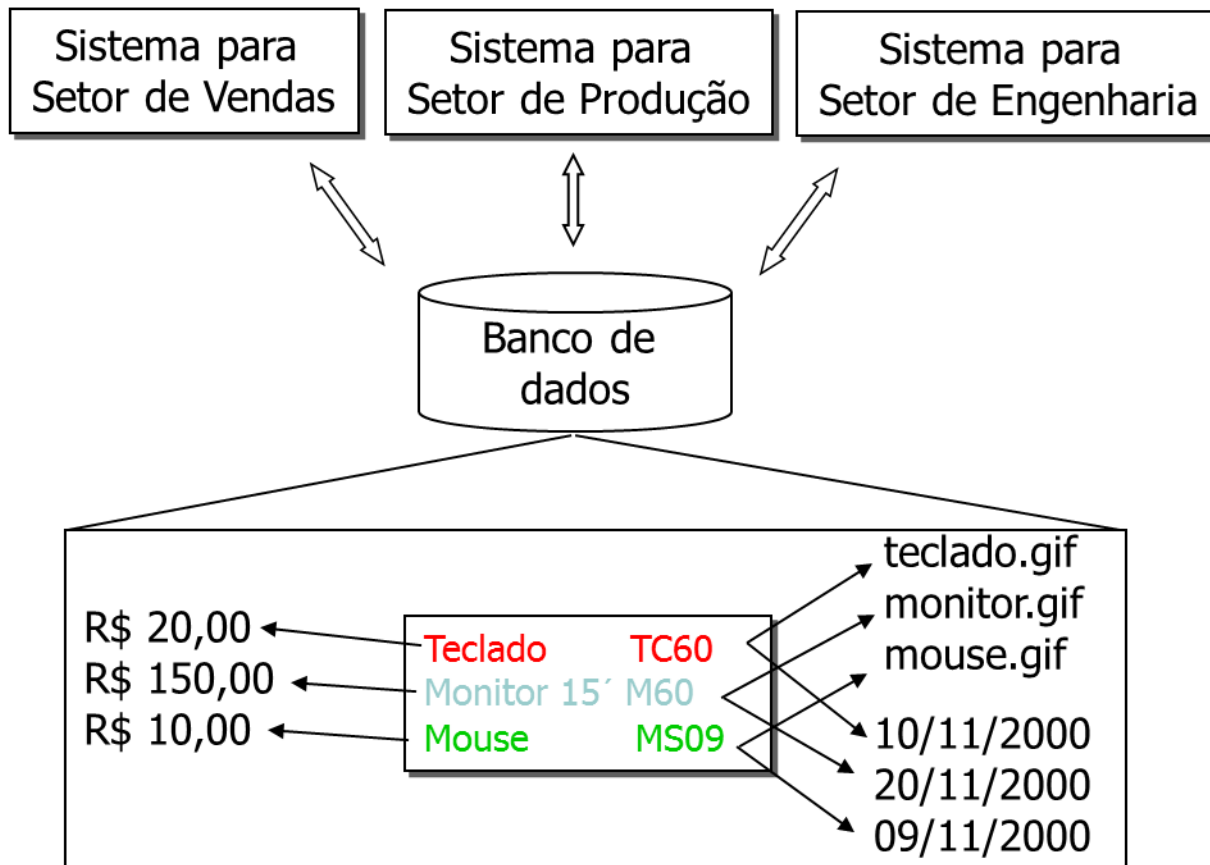 Sistema para
Setor de Vendas
Sistema para
Setor de Produção
Sistema para
Setor de Engenharia
Banco de
dados
R$ 20,00
R$ 150,00
R$ 10,00
Teclado TC60
Monitor 15´ M60
Mouse MS09
teclado.gif
monitor.gif
mouse.gif
10/11/2000
20/11/2000
09/11/2000